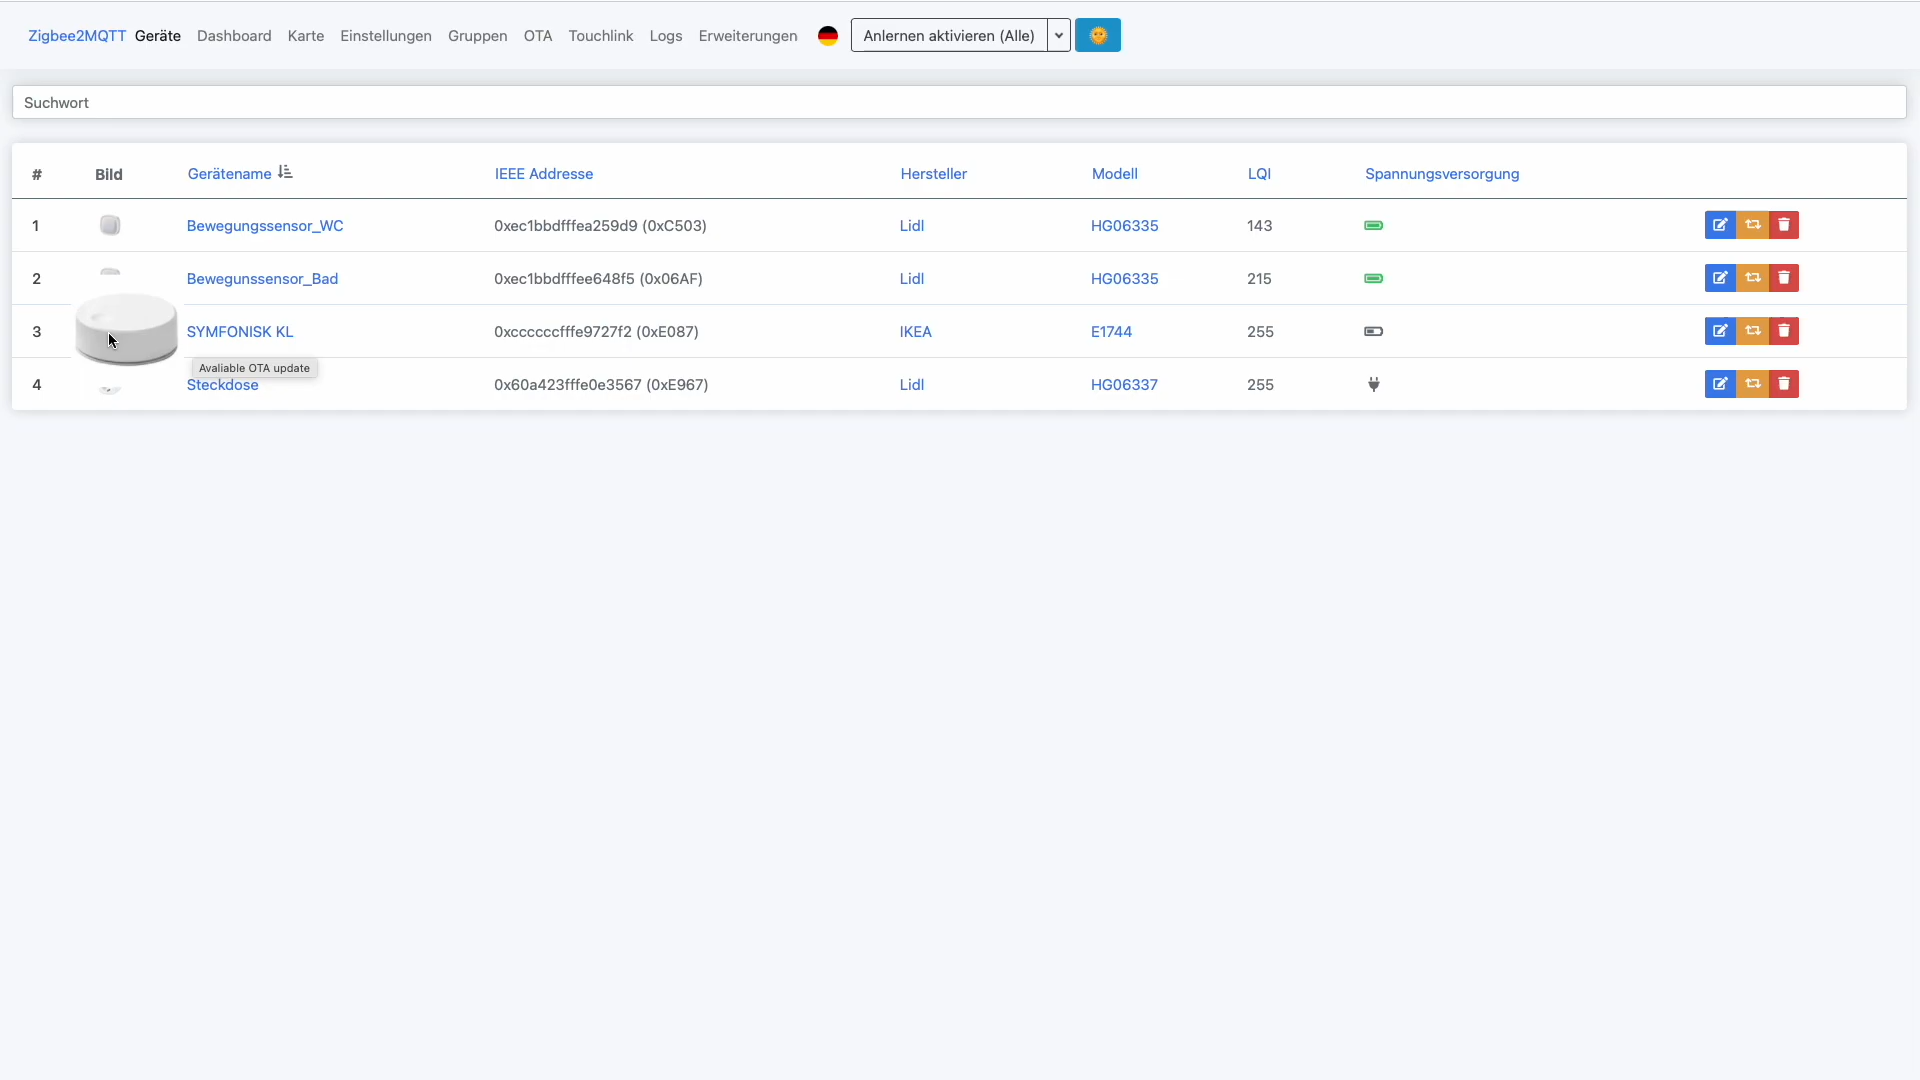 Zigbee2MQTT Geräte Dashboard Karte Einstellungen Gruppen OTA Touchlink Logs Erweiterungen Anlernen aktivieren (Alle)
Suchwort
# Bild Gerätename IEEE Addresse Hersteller Modell LQI Spannungsversorgung
1 Bewegungssensor_WC 0xec1bbdfffea259d9 (0xC503) Lidl HG06335 143
2 Bewegunssensor_Bad 0xec1bbdfffee648f5 (0x06AF) Lidl HG06335 215
3 SYMFONISK KL 0xccccccfffe9727f2 (0xE087) IKEA E1744 255
Avaliable OTA update
4 Steckdose 0x60a423fffe0e3567 (0xE967) Lidl HG06337 255